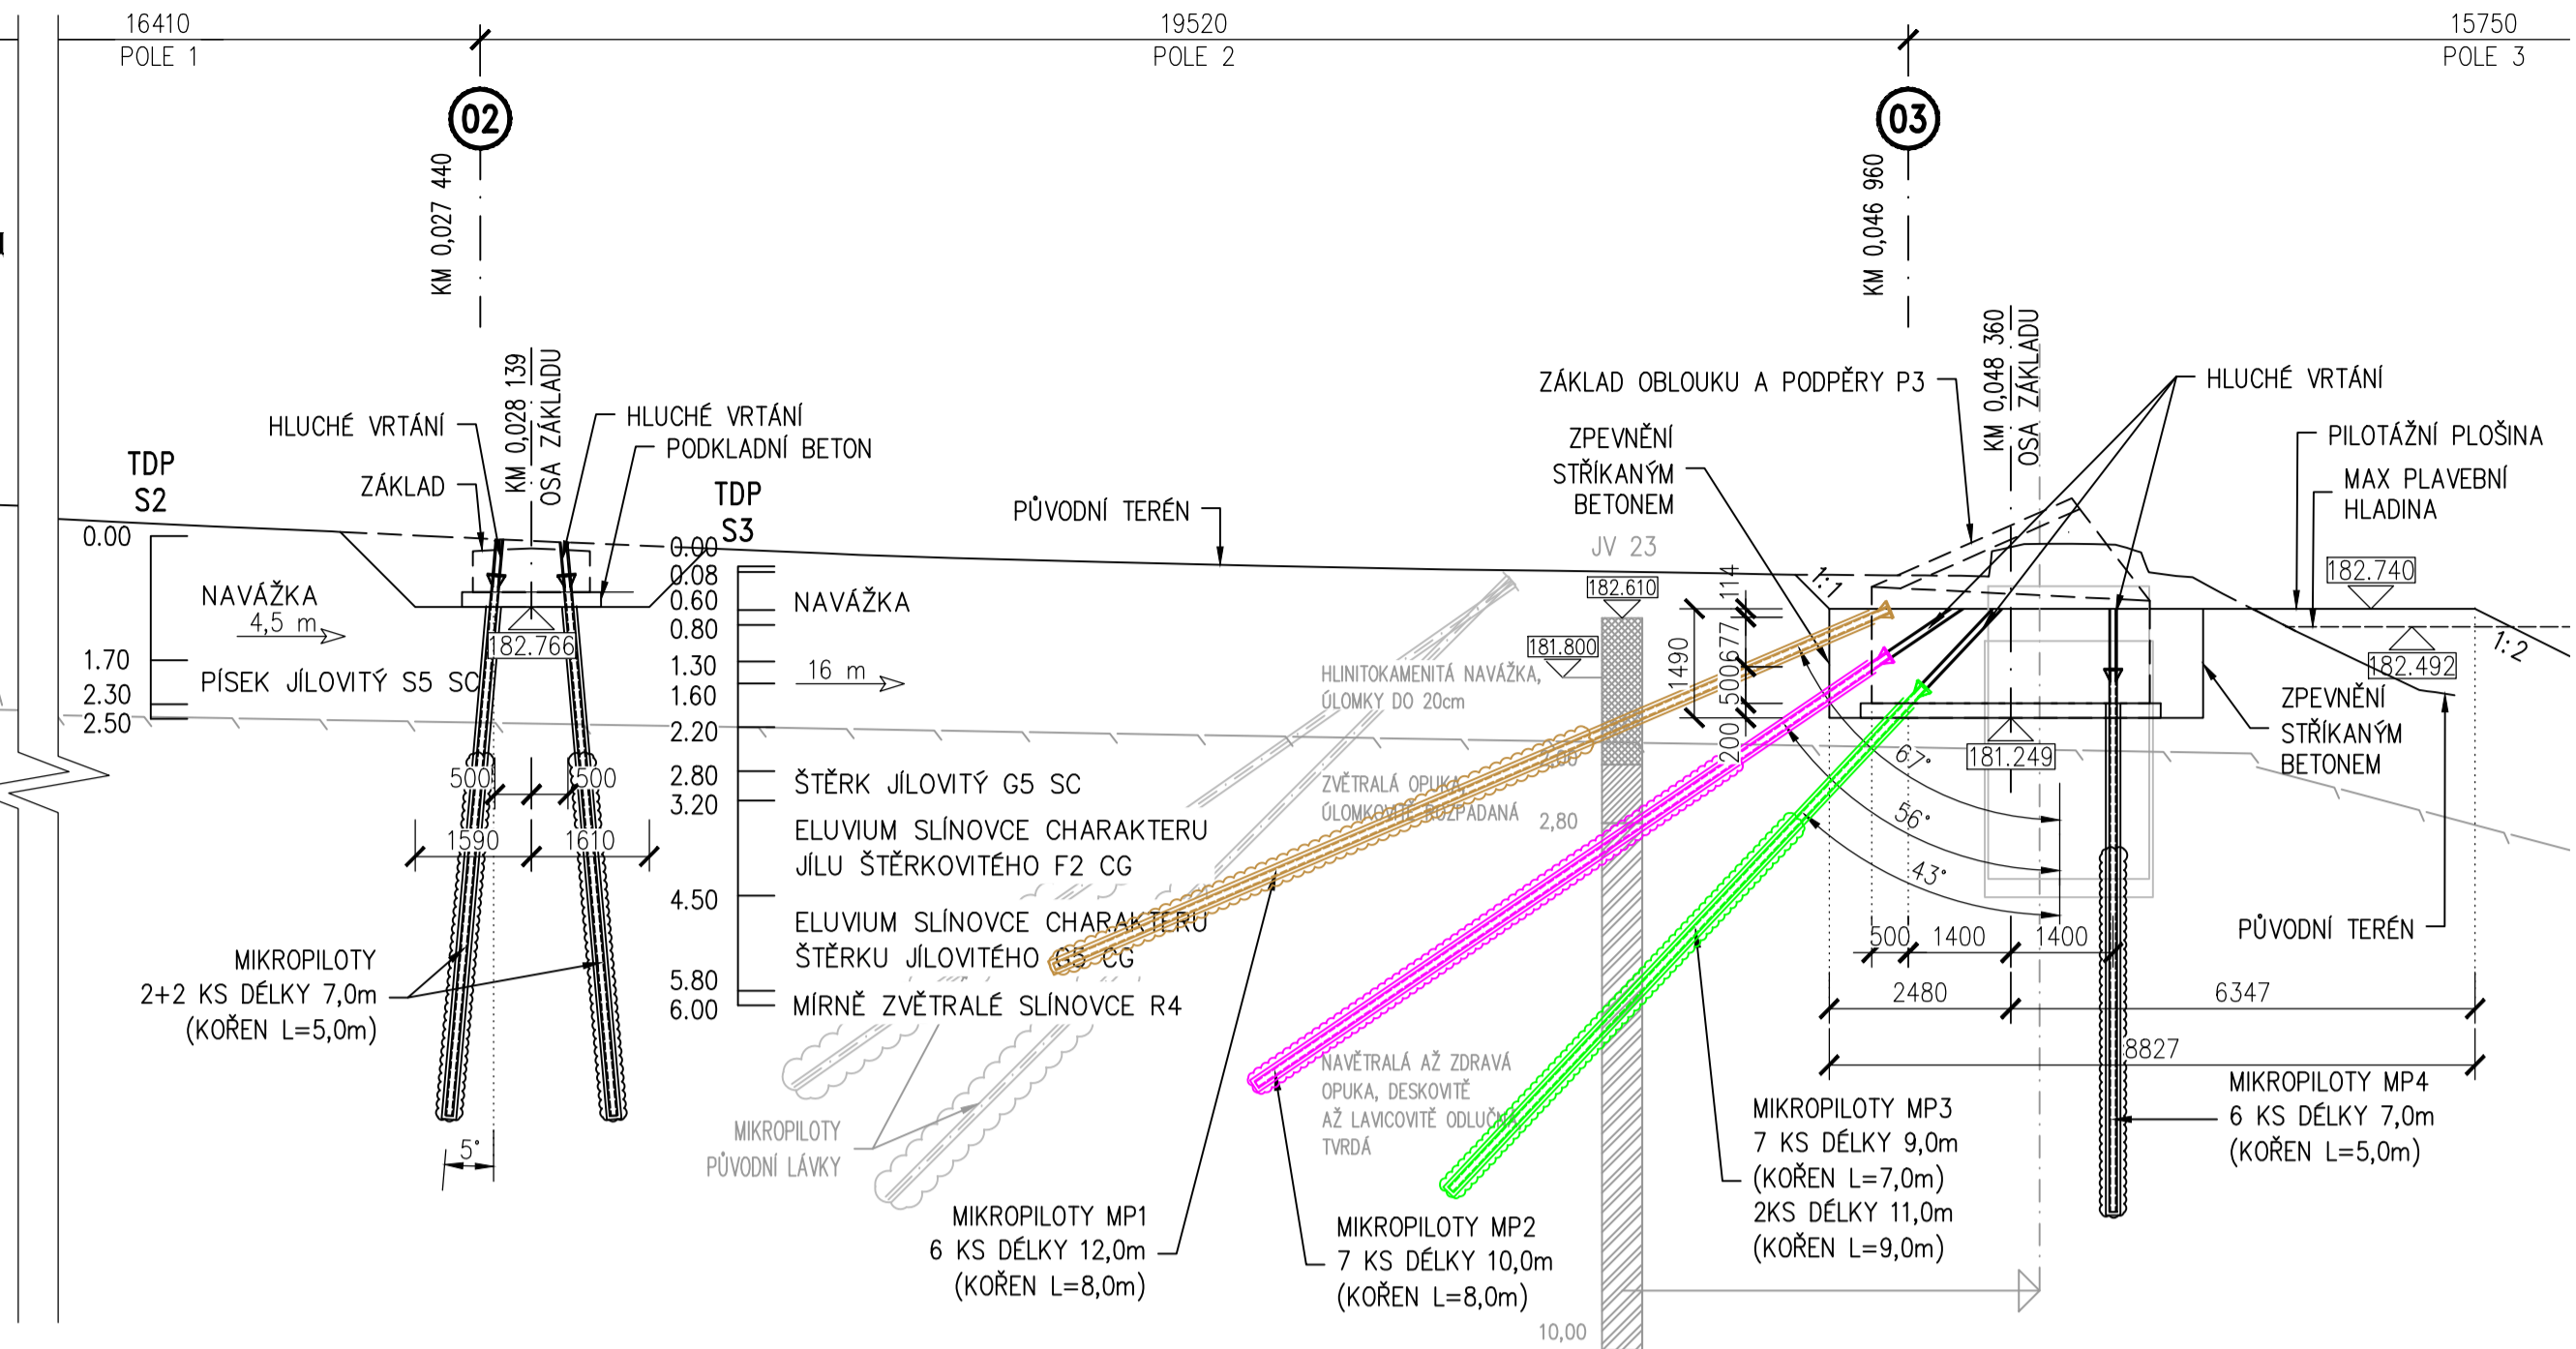 16410
POLE 1
19520
POLE 2
15750
POLE 3
02
03
KM 0,027 440
KM 0,046 960
KM 0,028 139
OSA ZÁKLADU
KM 0,048 360
OSA ZÁKLADU
HLUCHÉ VRTÁNÍ
ZÁKLAD
HLUCHÉ VRTÁNÍ
PODKLADNÍ BETON
TDP
S2
0.00
NAVÁŽKA
4,5 m
1.70
PÍSEK JÍLOVITÝ S5 SC
2.30
2.50
182.766
500
500
1590
1610
MIKROPILOTY
2+2 KS DÉLKY 7,0m
(KOŘEN L=5,0m)
5°
TDP
S3
0.00
0.08
0.60
NAVÁŽKA
0.80
1.30
16 m
1.60
2.20
2.80
ŠTĚRK JÍLOVITÝ G5 SC
3.20
ELUVIUM SLÍNOVCE CHARAKTERU
JÍLU ŠTĚRKOVITÉHO F2 CG
4.50
ELUVIUM SLÍNOVCE CHARAKTERU
ŠTĚRKU JÍLOVITÉHO G5 CG
5.80
6.00
MÍRNĚ ZVĚTRALÉ SLÍNOVCE R4
MIKROPILOTY
PŮVODNÍ LÁVKY
PŮVODNÍ TERÉN
JV 23
182.610
181.800
HLINITOKAMENITÁ NAVÁŽKA,
ÚLOMKY DO 20cm
2,00
ZVĚTRALÁ OPUKA,
ÚLOMKOVITĚ ROZPADANÁ
2,80
NAVĚTRALÁ AŽ ZDRAVÁ
OPUKA, DESKOVITĚ
AŽ LAVICOVITĚ ODLUČNÁ
TVRDÁ
10,00
MIKROPILOTY MP1
6 KS DÉLKY 12,0m
(KOŘEN L=8,0m)
MIKROPILOTY MP2
7 KS DÉLKY 10,0m
(KOŘEN L=8,0m)
MIKROPILOTY MP3
7 KS DÉLKY 9,0m
(KOŘEN L=7,0m)
2KS DÉLKY 11,0m
(KOŘEN L=9,0m)
MIKROPILOTY MP4
6 KS DÉLKY 7,0m
(KOŘEN L=5,0m)
ZÁKLAD OBLOUKU A PODPĚRY P3
ZPEVNĚNÍ
STŘÍKANÝM
BETONEM
HLUCHÉ VRTÁNÍ
PILOTÁŽNÍ PLOŠINA
MAX PLAVEBNÍ
HLADINA
182.740
182.492
1:1
1:2
114
677
500
200
1490
181.249
67°
56°
43°
ZPEVNĚNÍ
STŘÍKANÝM
BETONEM
PŮVODNÍ TERÉN
500
1400
1400
2480
6347
8827